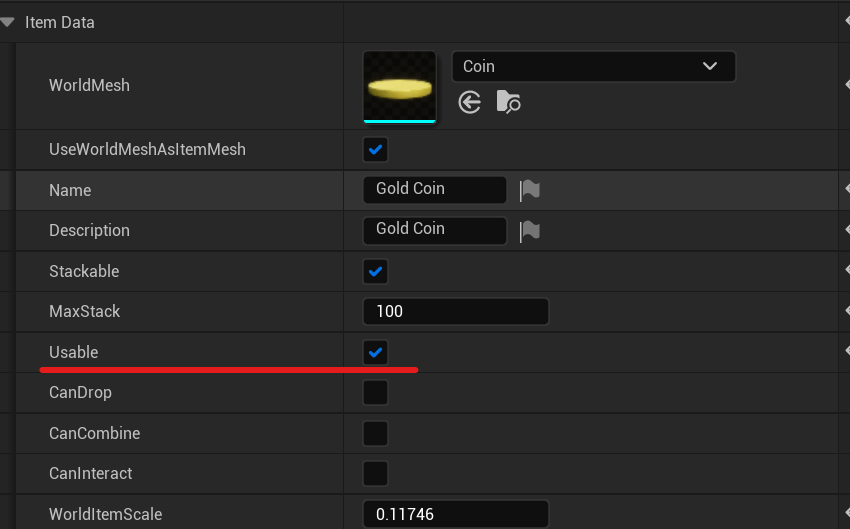 Item Data
WorldMesh
Coin
UseWorldMeshAsItemMesh
Name
Gold Coin
Description
Gold Coin
Stackable
MaxStack
100
Usable
CanDrop
CanCombine
CanInteract
WorldItemScale
0.11746